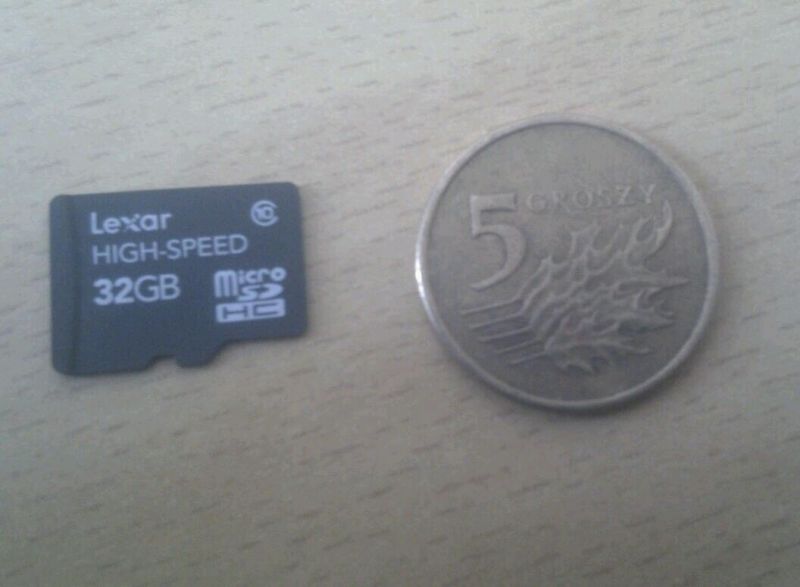 Lexar
10
HIGH-SPEED
32GB
Micro
SD
HC
5 GROSZY